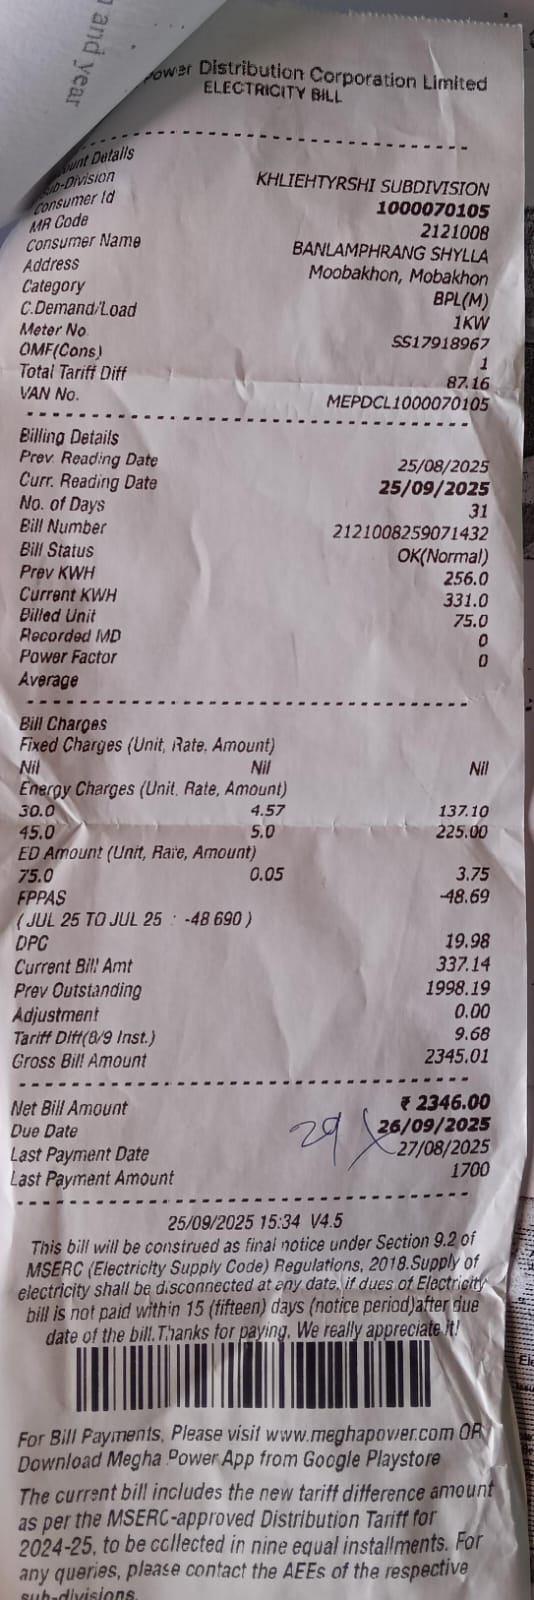 and year
ower Distribution Corporation Limited
ELECTRICITY BILL
unt Details
ub-Division KHLIEHTYRSHI SUBDIVISION
Consumer Id 1000070105
MR Code 2121008
Consumer Name BANLAMPHRANG SHYLLA
Address Moobakhon, Mobakhon
Category BPL(M)
C.Demand/Load 1KW
Meter No. SS17918967
OMF(Cons) 1
Total Tariff Diff 87.16
VAN No. MEPDCL1000070105
Billing Details
Prev. Reading Date 25/08/2025
Curr. Reading Date 25/09/2025
No. of Days 31
Bill Number 2121008259071432
Bill Status OK(Normal)
Prev KWH 256.0
Current KWH 331.0
Billed Unit 75.0
Recorded MD 0
Power Factor 0
Average
Bill Charges
Fixed Charges (Unit, Rate, Amount)
Nil Nil Nil
Energy Charges (Unit, Rate, Amount)
30.0 4.57 137.10
45.0 5.0 225.00
ED Amount (Unit, Rate, Amount)
75.0 0.05 3.75
FPPAS -48.69
( JUL 25 TO JUL 25 : -48.690 )
DPC 19.98
Current Bill Amt 337.14
Prev Outstanding 1998.19
Adjustment 0.00
Tariff Diff(8/9 Inst.) 9.68
Gross Bill Amount 2345.01
Net Bill Amount ₹ 2346.00
Due Date 26/09/2025
29
Last Payment Date 27/08/2025
Last Payment Amount 1700
25/09/2025 15:34 V4.5
This bill will be construed as final notice under Section 9.2 of
MSERC (Electricity Supply Code) Regulations, 2018.Supply of
electricity shall be disconnected at any date, if dues of Electricity
bill is not paid within 15 (fifteen) days (notice period)after due
date of the bill.Thanks for paying, We really appreciate it!
For Bill Payments, Please visit www.meghapower.com OR
Download Megha Power App from Google Playstore
The current bill includes the new tariff difference amount
as per the MSERC-approved Distribution Tariff for
2024-25, to be collected in nine equal installments. For
any queries, please contact the AEEs of the respective
sub-divisions.